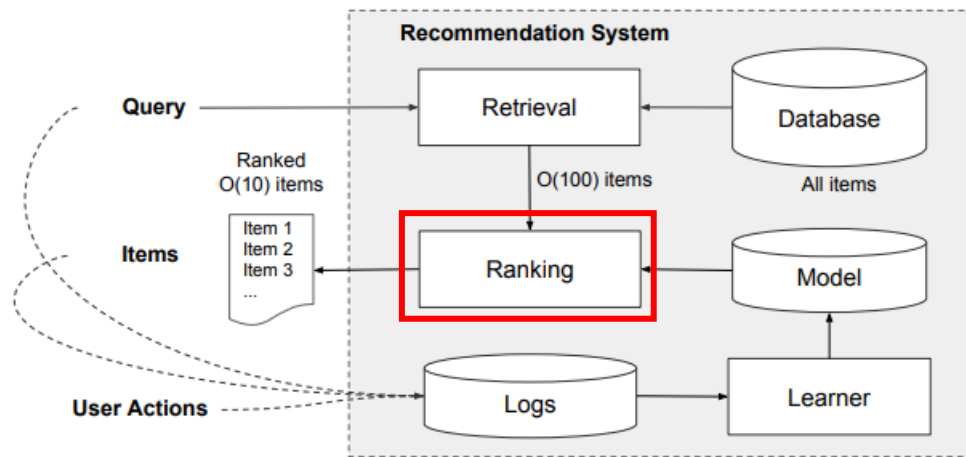 Recommendation System
Query
Retrieval
Database
Ranked
O(10) items
O(100) items
All items
Item 1
Item 2
Item 3
...
Items
Ranking
Model
User Actions
Logs
Learner